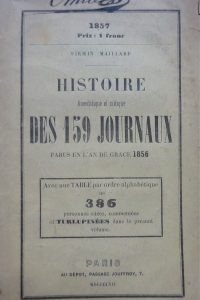 1857
Prix: 1 franc
FIRMIN MAILLARD
HISTOIRE
Anecdotique et critique
DES 159 JOURNAUX
PARUS EN L'AN DE GRACE 1856
Avec une TABLE par ordre alphabétique
des
386
personnes citées, commentées
et TURLUPINÉES dans le présent
volume.
PARIS
AU DÉPOT, PASSAGE JOUFFROY, 7.
MDCCCLVII